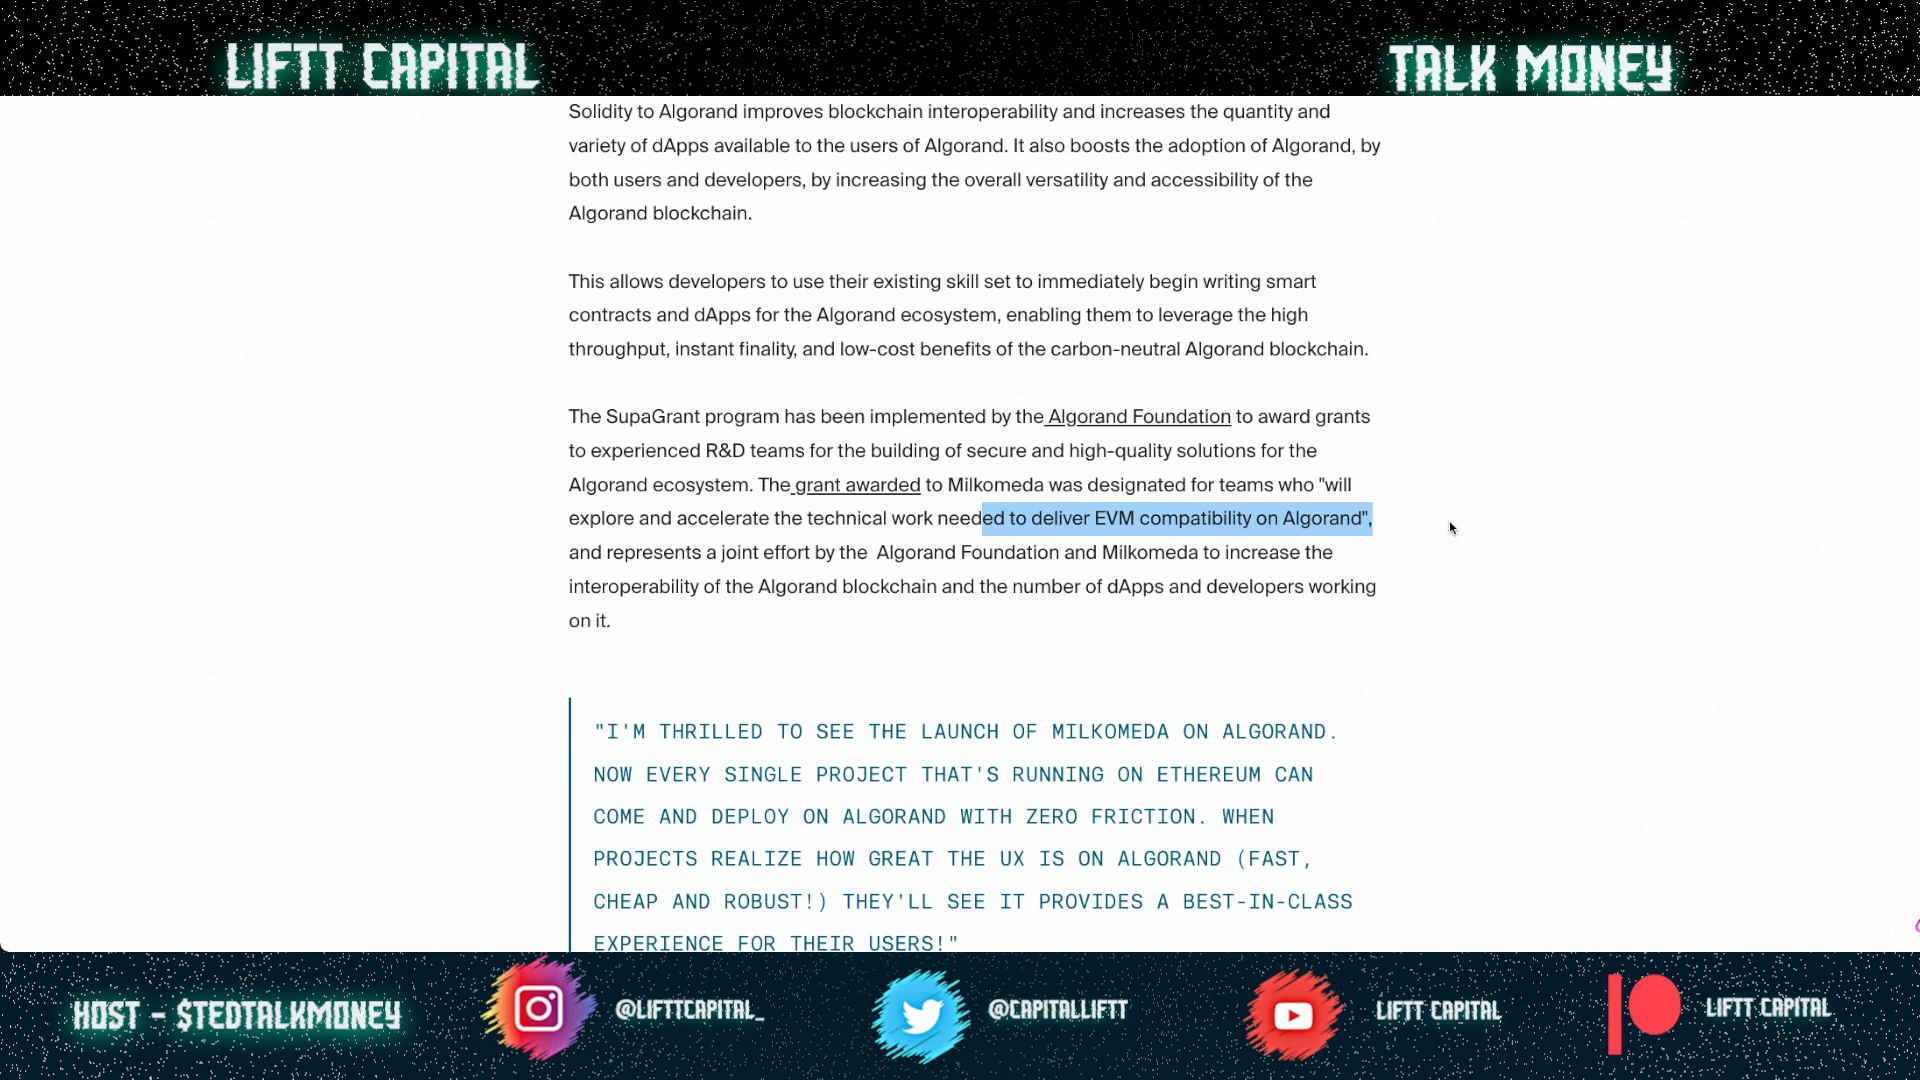 LIFTT CAPITAL
TALK MONEY
Solidity to Algorand improves blockchain interoperability and increases the quantity and
variety of dApps available to the users of Algorand. It also boosts the adoption of Algorand, by
both users and developers, by increasing the overall versatility and accessibility of the
Algorand blockchain.
This allows developers to use their existing skill set to immediately begin writing smart
contracts and dApps for the Algorand ecosystem, enabling them to leverage the high
throughput, instant finality, and low-cost benefits of the carbon-neutral Algorand blockchain.
The SupaGrant program has been implemented by the Algorand Foundation to award grants
to experienced R&D teams for the building of secure and high-quality solutions for the
Algorand ecosystem. The grant awarded to Milkomeda was designated for teams who "will
explore and accelerate the technical work needed to deliver EVM compatibility on Algorand",
and represents a joint effort by the  Algorand Foundation and Milkomeda to increase the
interoperability of the Algorand blockchain and the number of dApps and developers working
on it.
"I'M THRILLED TO SEE THE LAUNCH OF MILKOMEDA ON ALGORAND.
NOW EVERY SINGLE PROJECT THAT'S RUNNING ON ETHEREUM CAN
COME AND DEPLOY ON ALGORAND WITH ZERO FRICTION. WHEN
PROJECTS REALIZE HOW GREAT THE UX IS ON ALGORAND (FAST,
CHEAP AND ROBUST!) THEY'LL SEE IT PROVIDES A BEST-IN-CLASS
EXPERIENCE FOR THEIR USERS!"
HOST - $TEDTALKMONEY
@LIFTTCAPITAL_
@CAPITALLIFTT
LIFTT CAPITAL
LIFTT CAPITAL